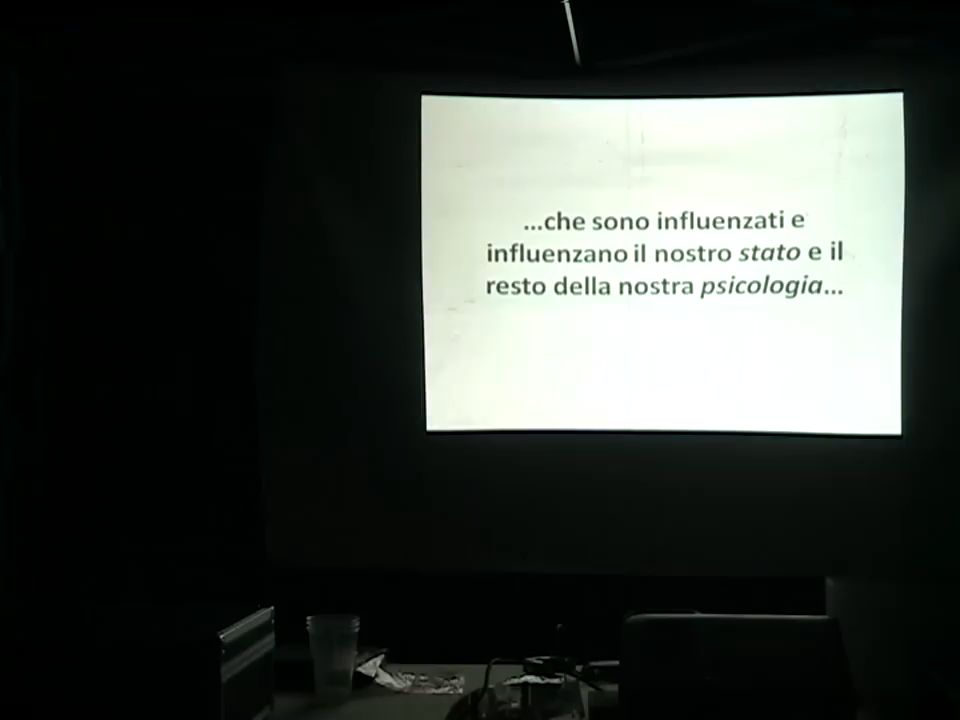 ...che sono influenzati e
influenzano il nostro stato e il
resto della nostra psicologia...